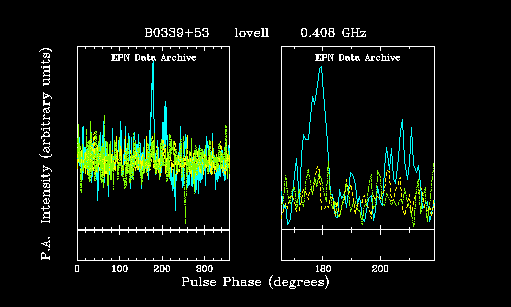 B0339+53 lovell 0.408 GHz
EPN Data Archive
EPN Data Archive
P.A. Intensity (arbitrary units)
0 100 200 300
180 200
Pulse Phase (degrees)